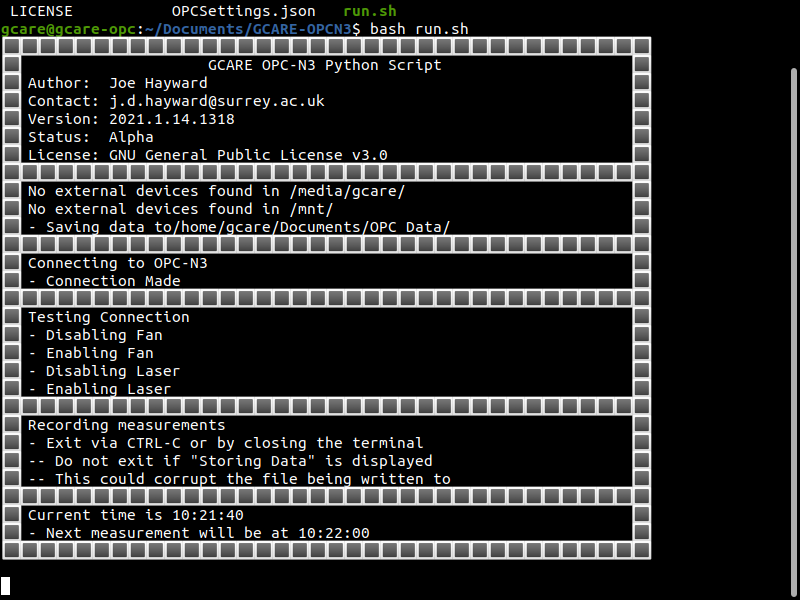 LICENSE OPCSettings.json run.sh
gcare@gcare-opc:~/Documents/GCARE-OPCN3$ bash run.sh
GCARE OPC-N3 Python Script
Author: Joe Hayward
Contact: j.d.hayward@surrey.ac.uk
Version: 2021.1.14.1318
Status: Alpha
License: GNU General Public License v3.0
No external devices found in /media/gcare/
No external devices found in /mnt/
- Saving data to/home/gcare/Documents/OPC Data/
Connecting to OPC-N3
- Connection Made
Testing Connection
- Disabling Fan
- Enabling Fan
- Disabling Laser
- Enabling Laser
Recording measurements
- Exit via CTRL-C or by closing the terminal
-- Do not exit if "Storing Data" is displayed
-- This could corrupt the file being written to
Current time is 10:21:40
- Next measurement will be at 10:22:00